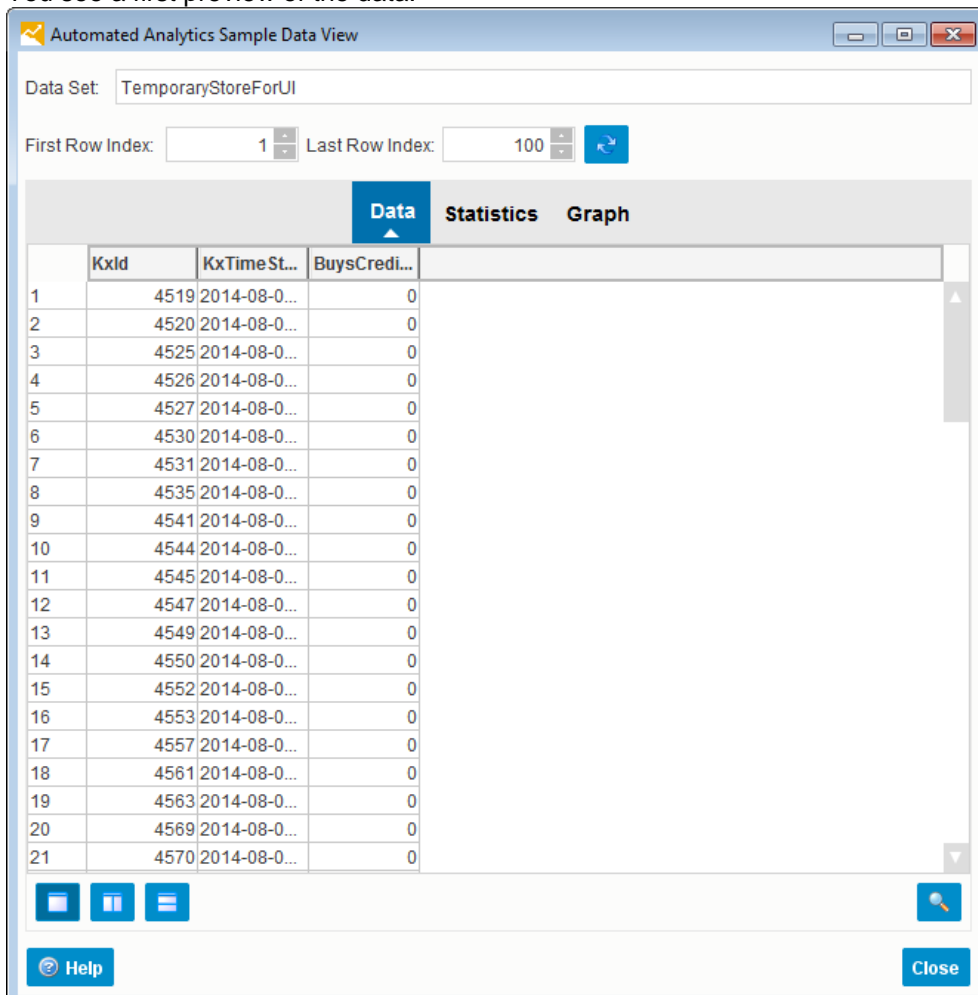 You see a first preview of the data.
Automated Analytics Sample Data View
Data Set: TemporaryStoreForUI
First Row Index: 1 Last Row Index: 100
Data Statistics Graph
KxId KxTimeSt... BuysCredi...
1 4519 2014-08-0... 0
2 4520 2014-08-0... 0
3 4525 2014-08-0... 0
4 4526 2014-08-0... 0
5 4527 2014-08-0... 0
6 4530 2014-08-0... 0
7 4531 2014-08-0... 0
8 4535 2014-08-0... 0
9 4541 2014-08-0... 0
10 4544 2014-08-0... 0
11 4545 2014-08-0... 0
12 4547 2014-08-0... 0
13 4549 2014-08-0... 0
14 4550 2014-08-0... 0
15 4552 2014-08-0... 0
16 4553 2014-08-0... 0
17 4557 2014-08-0... 0
18 4561 2014-08-0... 0
19 4563 2014-08-0... 0
20 4569 2014-08-0... 0
21 4570 2014-08-0... 0
Help Close